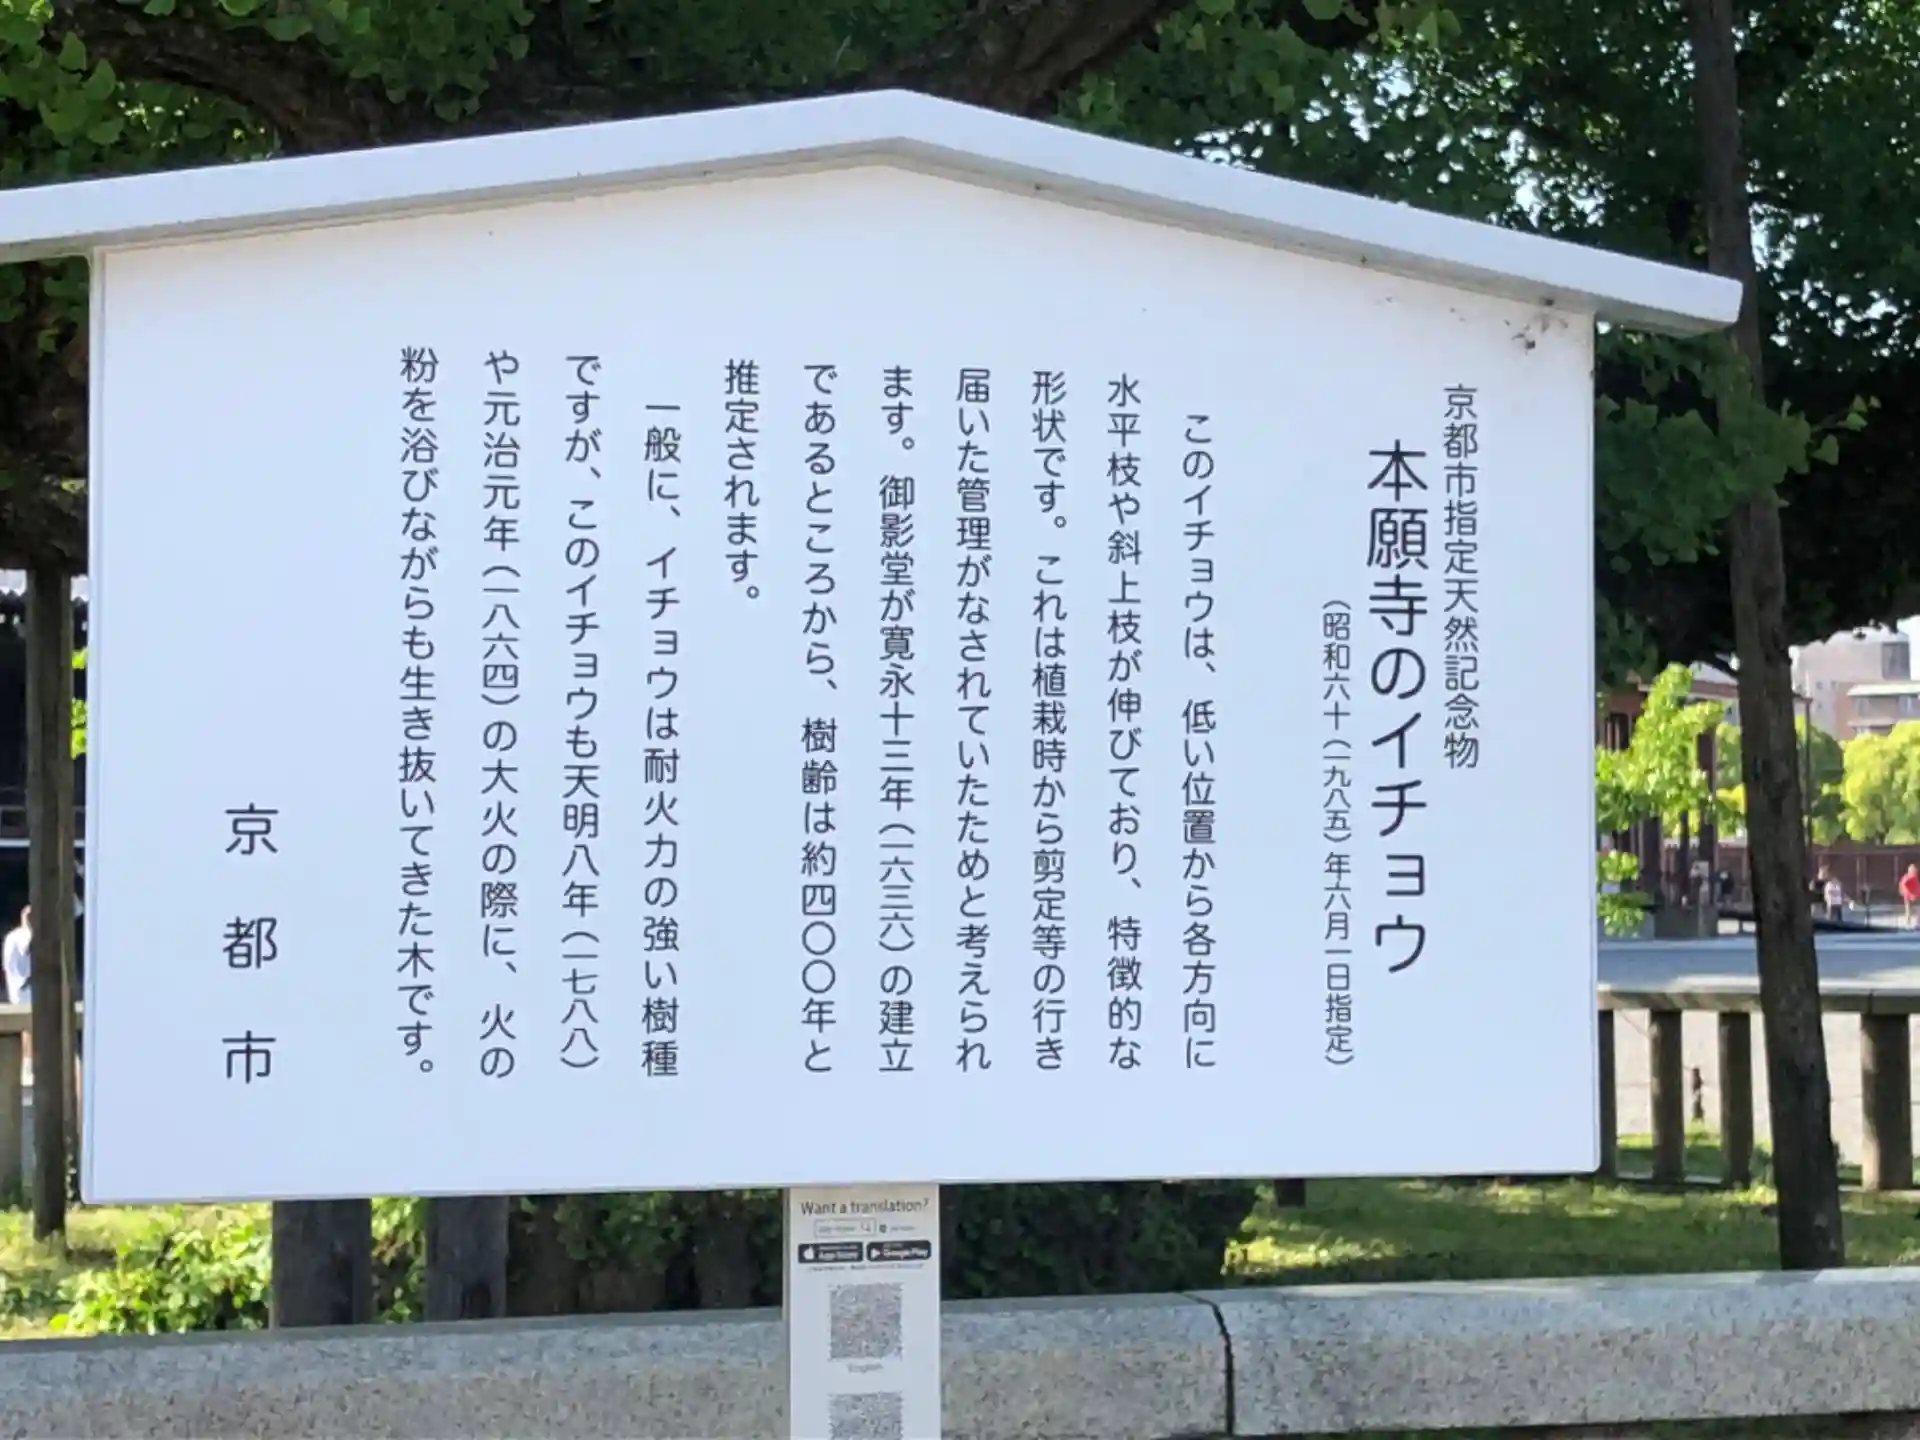 京都市指定天然記念物
本願寺のイチョウ
（昭和六十（一九八五）年六月一日指定）
このイチョウは、低い位置から各方向に
水平枝や斜上枝が伸びており、特徴的な
形状です。これは植栽時から剪定等の行き
届いた管理がなされていたためと考えられ
ます。御影堂が寛永十三年（一六三六）の建立
であるところから、樹齢は約四〇〇年と
推定されます。
一般に、イチョウは耐火力の強い樹種
ですが、このイチョウも天明八年（一七八八）
や元治元年（一八六四）の大火の際に、火の
粉を浴びながらも生き抜いてきた木です。
京都市
Want a translation?
App Store
Google Play
English